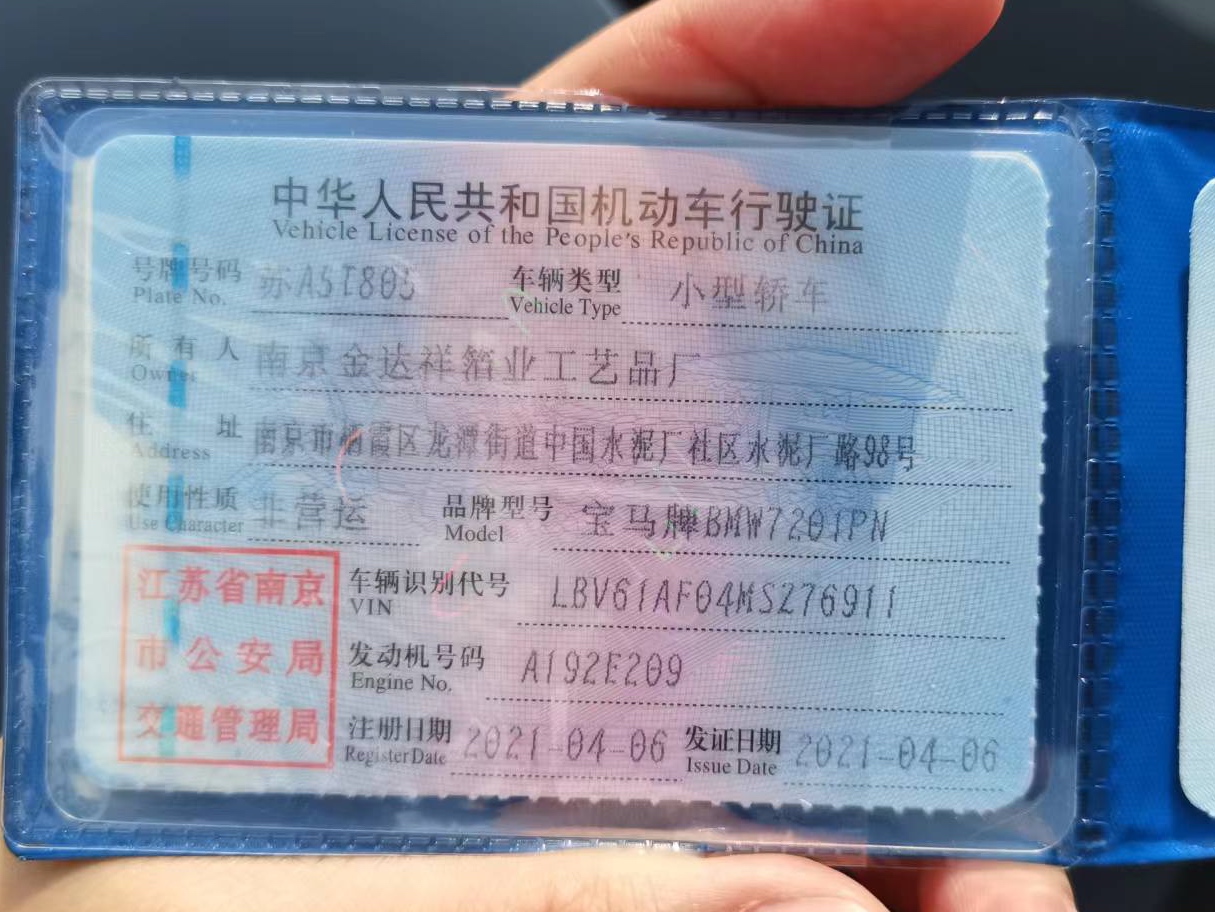 中华人民共和国机动车行驶证
Vehicle License of the People's Republic of China
号牌号码 苏A5T803 车辆类型 小型轿车
Plate No. Vehicle Type
所有人 南京金达祥箔业工艺品厂
Owner
住址 南京市栖霞区龙潭街道中国水泥厂社区水泥厂路98号
Address
使用性质 非营运 品牌型号 宝马牌BMW7201PN
Use Character Model
江苏省南京
市公安局
交通管理局
车辆识别代号 LBV61AF04MS276911
VIN
发动机号码 A192E209
Engine No.
注册日期 2021-04-06 发证日期 2021-04-06
Register Date Issue Date